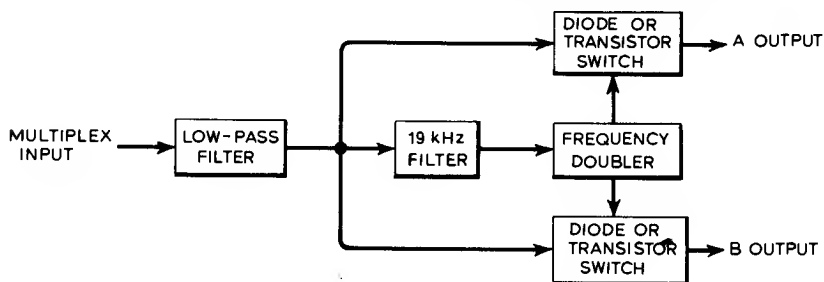 DIODE OR
TRANSISTOR
SWITCH
A OUTPUT
MULTIPLEX
INPUT
LOW-PASS
FILTER
19 kHz
FILTER
FREQUENCY
DOUBLER
DIODE OR
TRANSISTOR
SWITCH
B OUTPUT